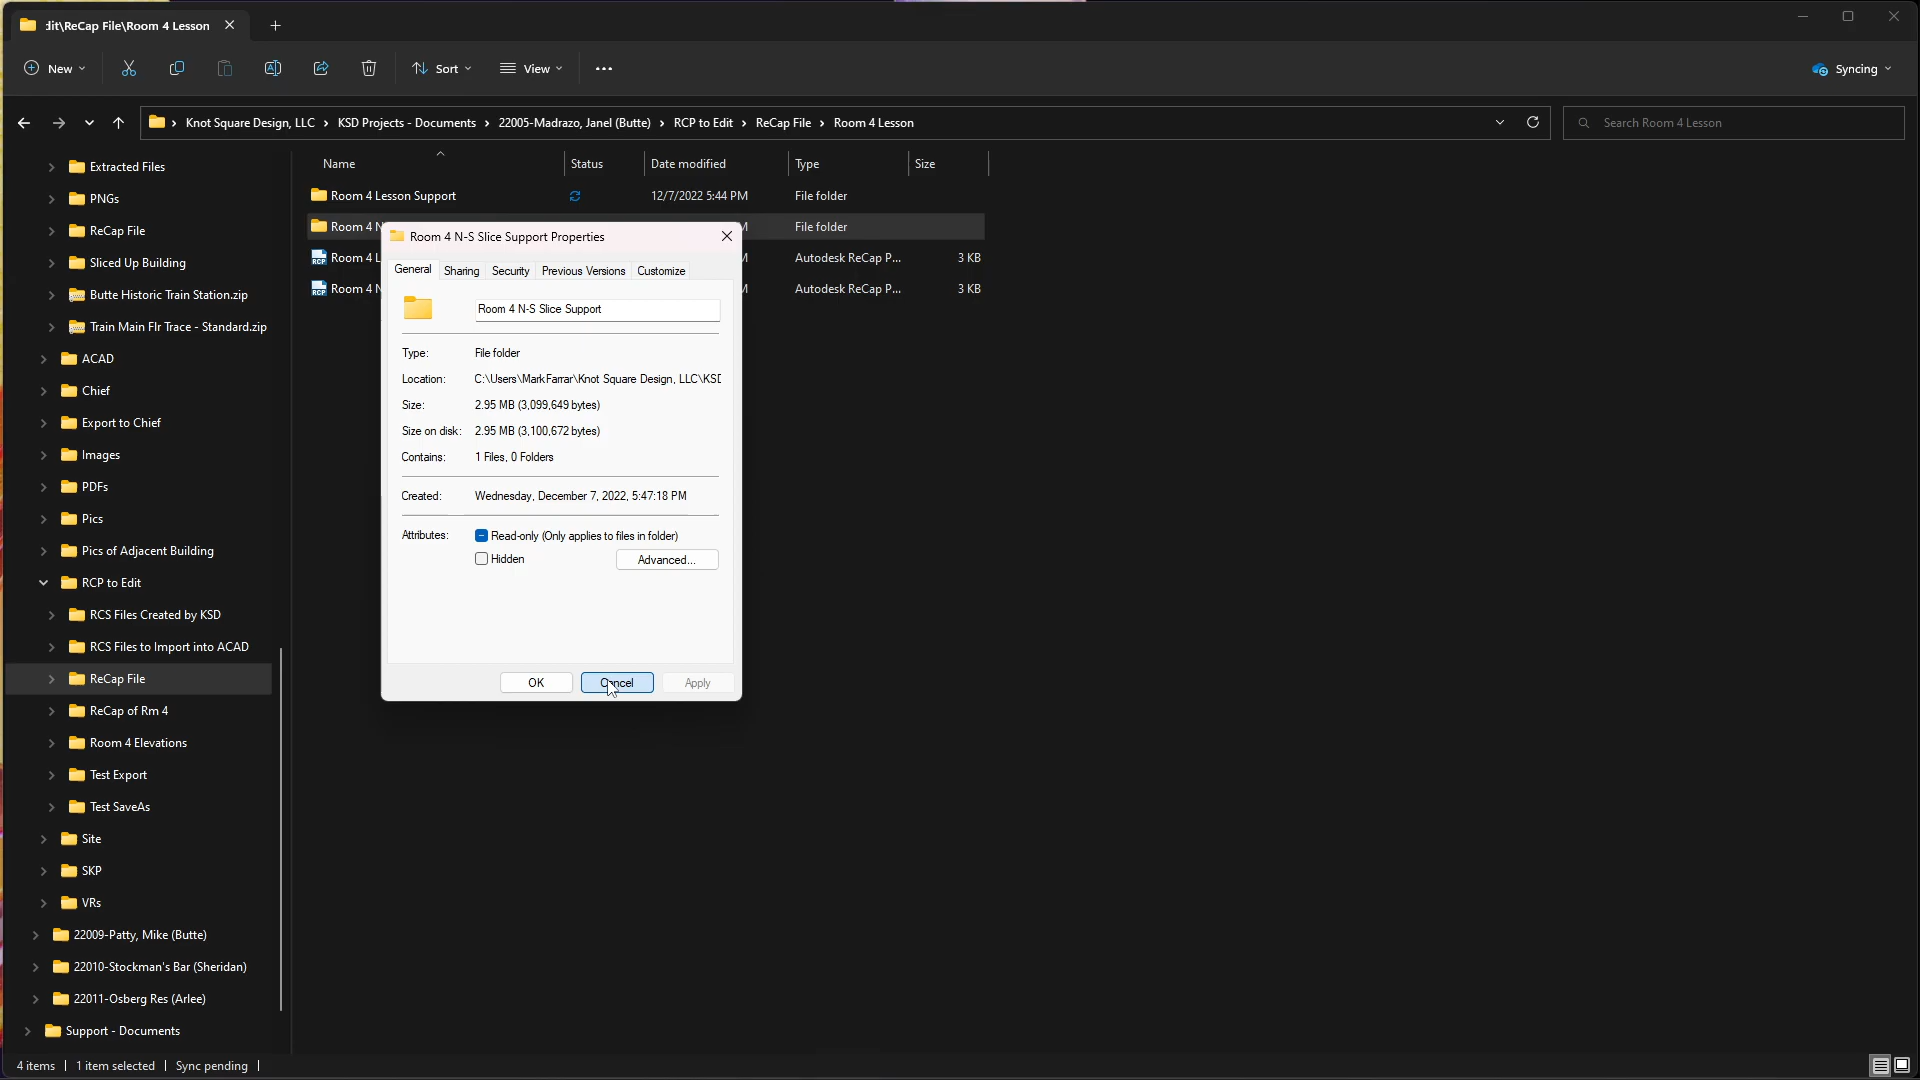 :dit\ReCap File\Room 4 Lesson
New
Sort
View
Syncing
Knot Square Design, LLC > KSD Projects - Documents > 22005-Madrazo, Janel (Butte) > RCP to Edit > ReCap File > Room 4 Lesson
Search Room 4 Lesson
Extracted Files
PNGs
ReCap File
Sliced Up Building
Butte Historic Train Station.zip
Train Main Flr Trace - Standard.zip
ACAD
Chief
Export to Chief
Images
PDFs
Pics
Pics of Adjacent Building
RCP to Edit
RCS Files Created by KSD
RCS Files to Import into ACAD
ReCap File
ReCap of Rm 4
Room 4 Elevations
Test Export
Test SaveAs
Site
SKP
VRs
22009-Patty, Mike (Butte)
22010-Stockman's Bar (Sheridan)
22011-Osberg Res (Arlee)
Support - Documents
Name Status Date modified Type Size
Room 4 Lesson Support 12/7/2022 5:44 PM File folder
Room 4 N M File folder
Room 4 L M Autodesk ReCap P... 3 KB
Room 4 N M Autodesk ReCap P... 3 KB
Room 4 N-S Slice Support Properties
General Sharing Security Previous Versions Customize
Room 4 N-S Slice Support
Type: File folder
Location: C:\Users\MarkFarrar\Knot Square Design, LLC\KSD
Size: 2.95 MB (3,099,649 bytes)
Size on disk: 2.95 MB (3,100,672 bytes)
Contains: 1 Files, 0 Folders
Created: Wednesday, December 7, 2022, 5:47:18 PM
Attributes: Read-only (Only applies to files in folder)
Hidden Advanced...
OK Cancel Apply
4 items 1 item selected Sync pending